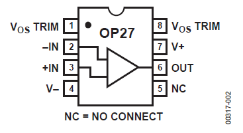 VOS TRIM 1
8 VOS TRIM
OP27
–IN 2
7 V+
+IN 3
6 OUT
V– 4
5 NC
NC = NO CONNECT
00317-002